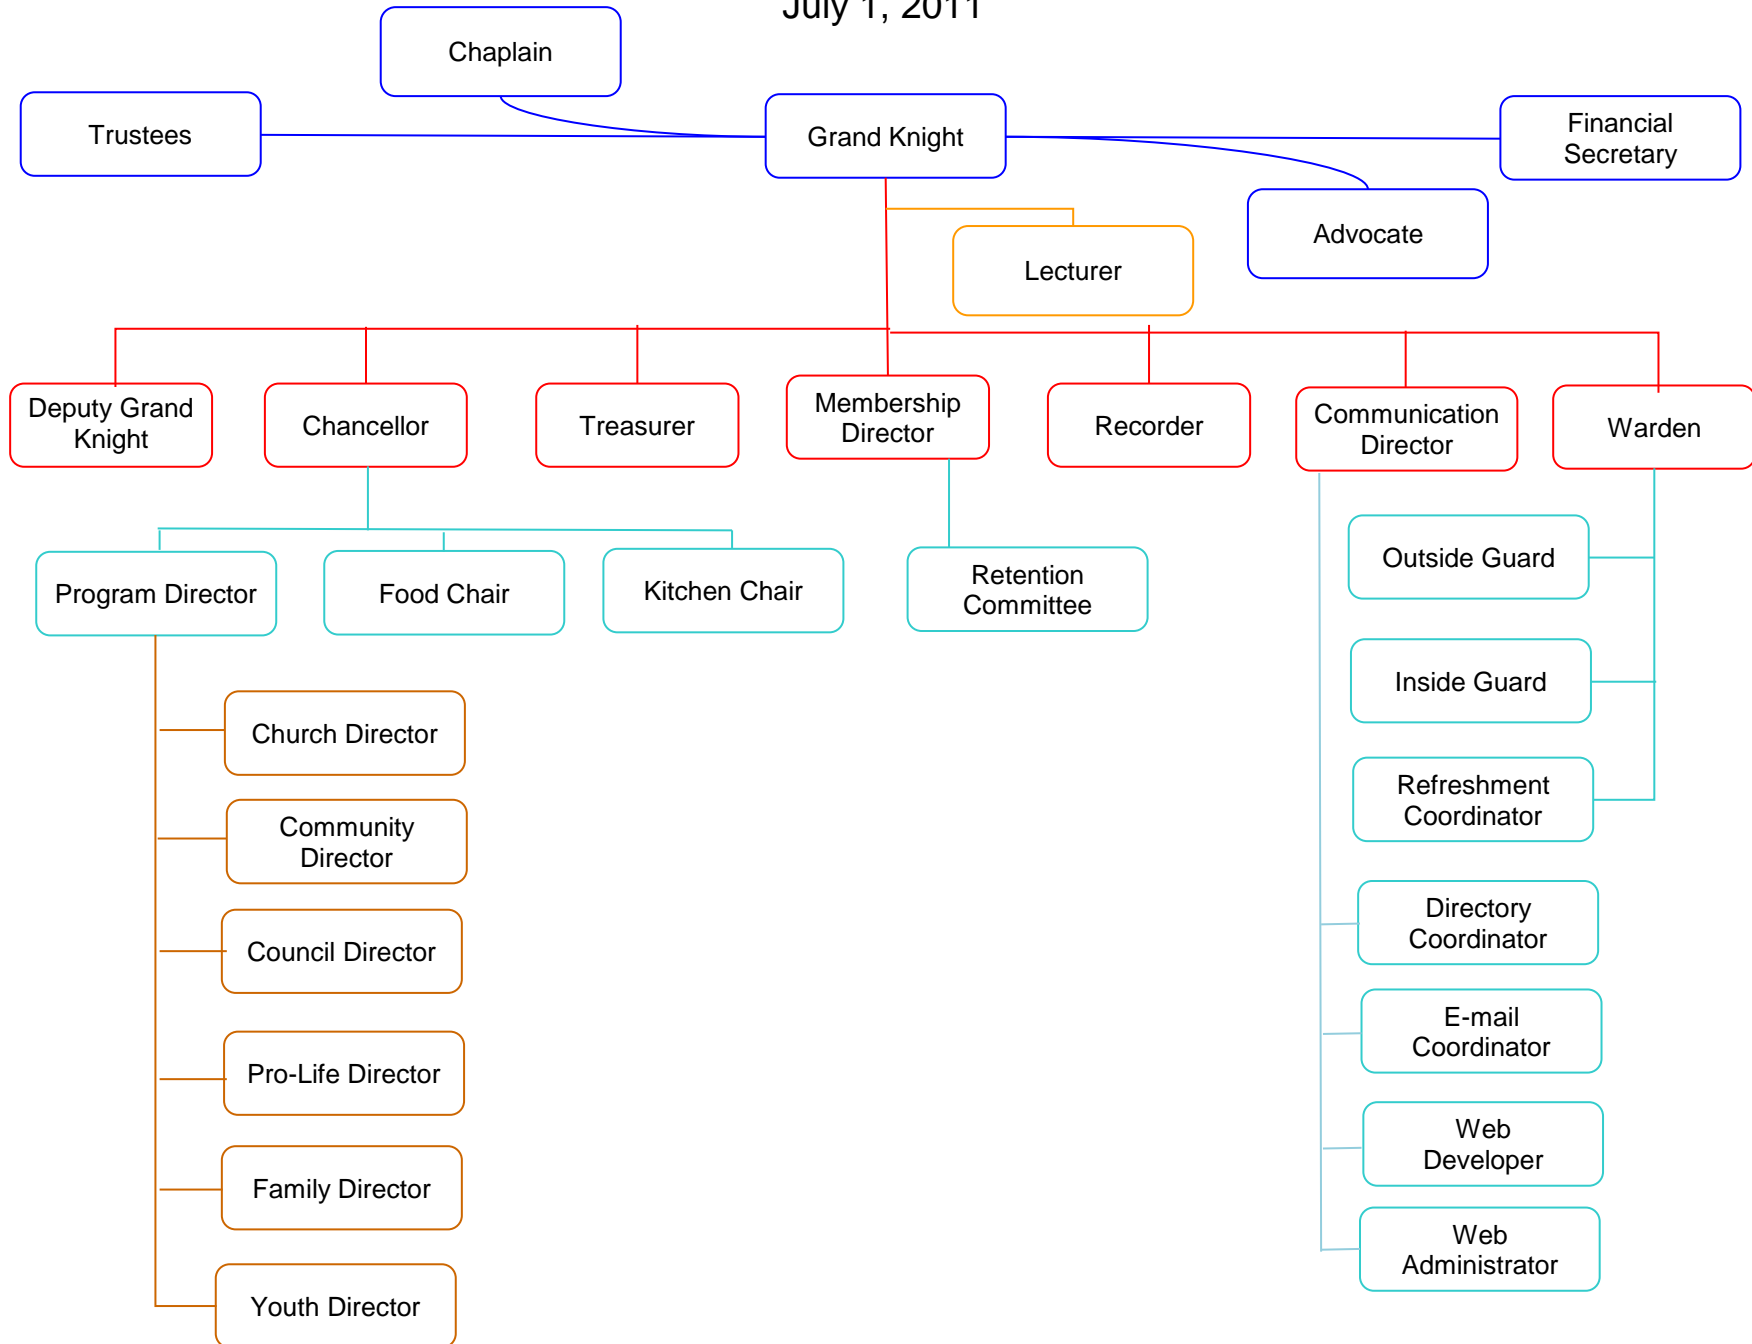 July 1, 2011
Chaplain
Trustees
Grand Knight
Financial
Secretary
Advocate
Lecturer
Deputy Grand
Knight
Chancellor
Treasurer
Membership
Director
Recorder
Communication
Director
Warden
Program Director
Food Chair
Kitchen Chair
Retention
Committee
Outside Guard
Inside Guard
Refreshment
Coordinator
Church Director
Community
Director
Council Director
Pro-Life Director
Family Director
Youth Director
Directory
Coordinator
E-mail
Coordinator
Web
Developer
Web
Administrator